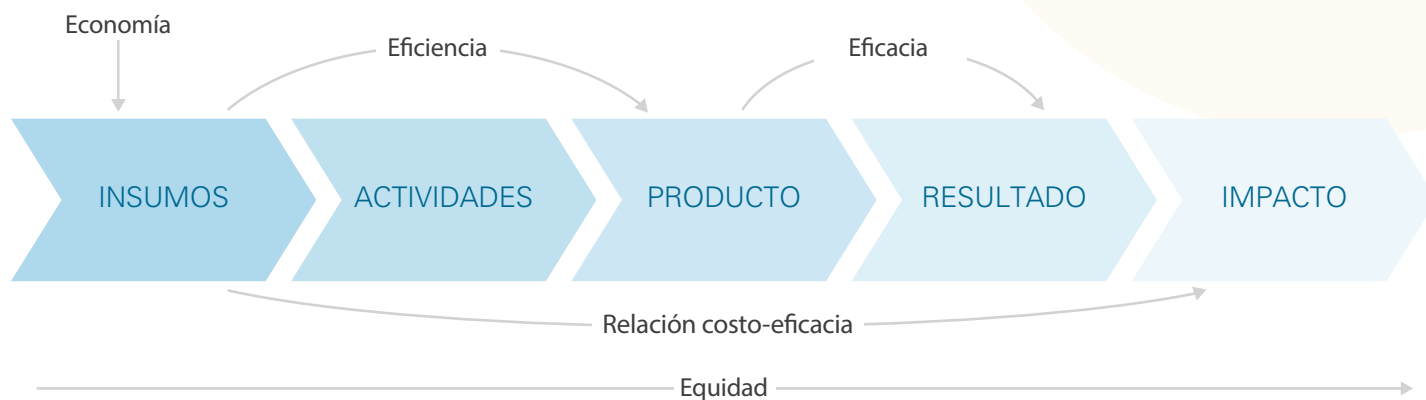 Economía
Eficiencia
Eficacia
INSUMOS
ACTIVIDADES
PRODUCTO
RESULTADO
IMPACTO
Relación costo-eficacia
Equidad